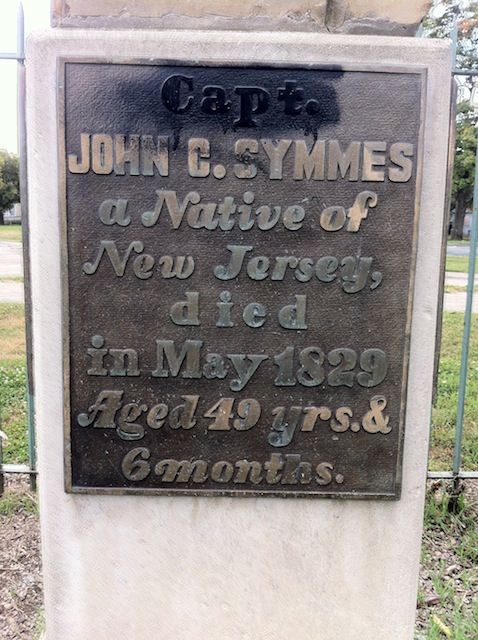 Capt.
JOHN C. SYMMES
a Native of
New Jersey,
died
in May 1829
Aged 49 yrs. &
6 months.